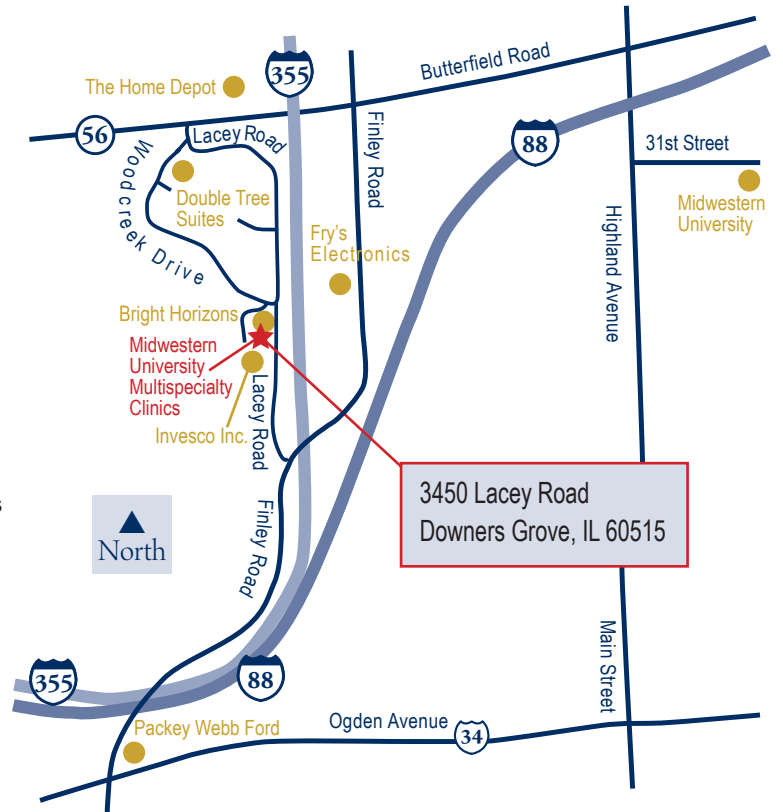 355
Butterfield Road
The Home Depot
56
Lacey Road
Finley Road
88
31st Street
Woodcreek Drive
Double Tree
Suites
Midwestern
University
Highland Avenue
Fry's
Electronics
Bright Horizons
Midwestern
University
Multispecialty
Clinics
Lacey Road
Invesco Inc.
3450 Lacey Road
Downers Grove, IL 60515
s
North
Finley Road
Main Street
355
88
Packey Webb Ford
Ogden Avenue
34